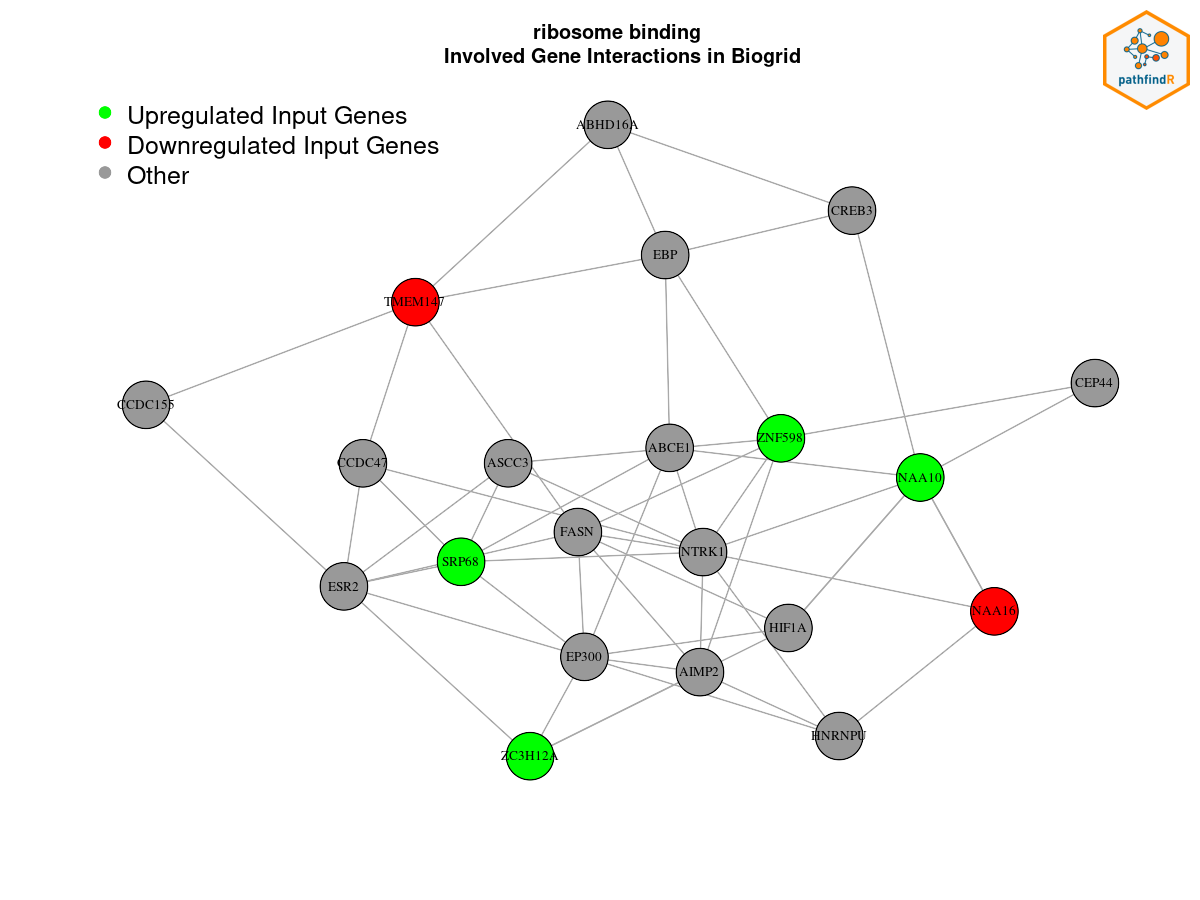 ribosome binding
Involved Gene Interactions in Biogrid
pathfindR
Upregulated Input Genes
Downregulated Input Genes
Other
ABHD16A
CREB3
EBP
TMEM147
CEP44
CCDC155
ZNF598
ABCE1
CCDC47
ASCC3
NAA10
FASN
NTRK1
SRP68
ESR2
NAA16
HIF1A
EP300
AIMP2
HNRNPU
ZC3H12A